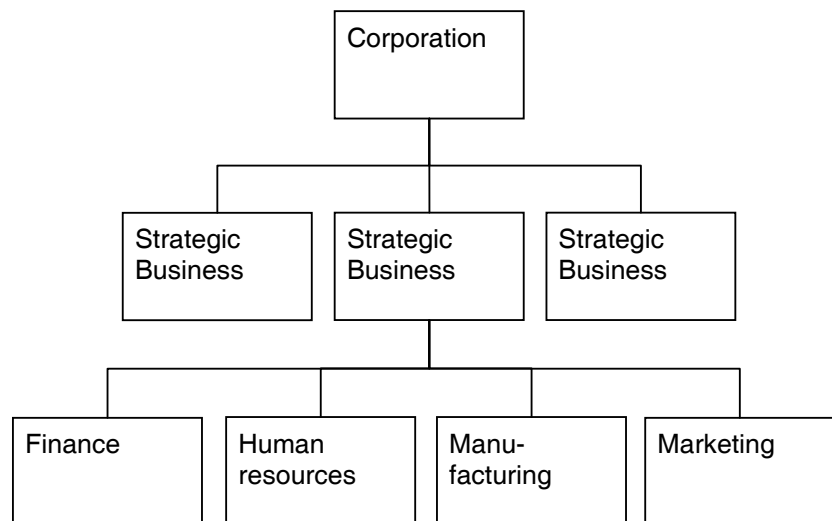 Corporation
Strategic
Business
Strategic
Business
Strategic
Business
Finance
Human
resources
Manu-
facturing
Marketing